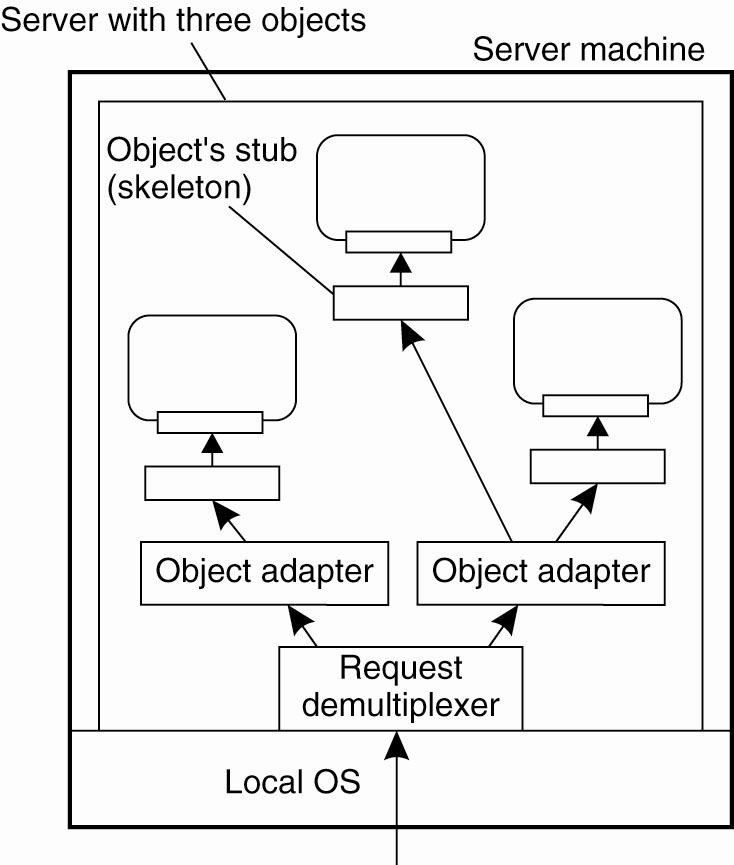 Server with three objects
Server machine
Object's stub
(skeleton)
Object adapter
Object adapter
Request
demultiplexer
Local OS